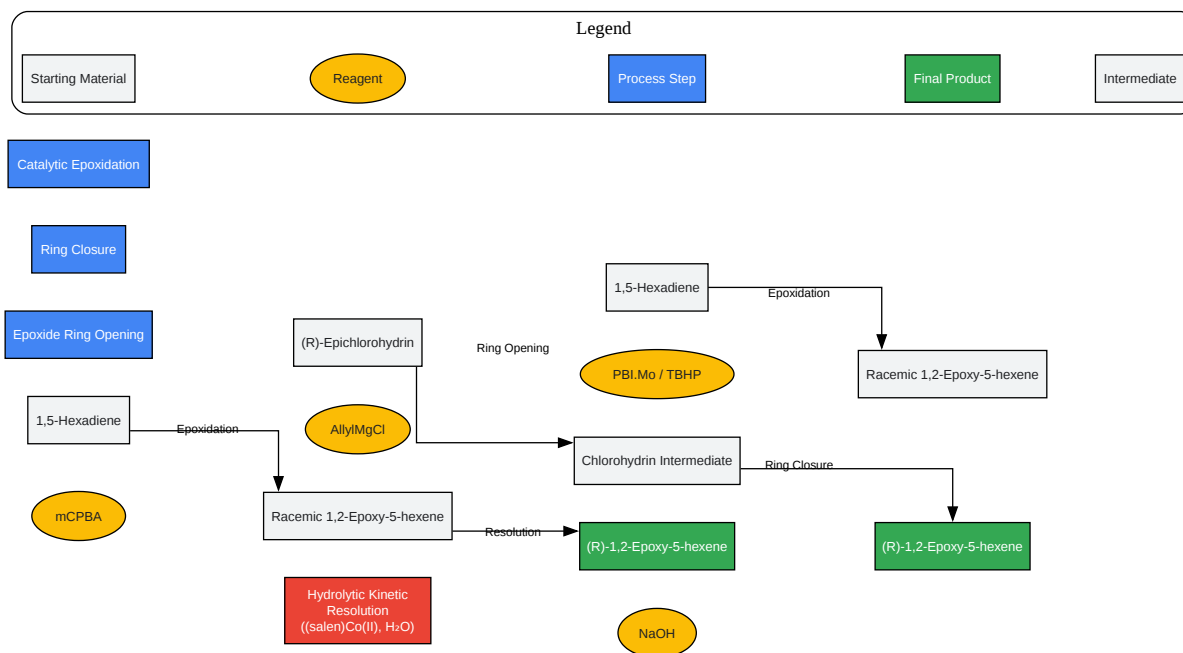 Legend
Starting Material
Reagent
Process Step
Final Product
Intermediate
Catalytic Epoxidation
Ring Closure
Epoxide Ring Opening
1,5-Hexadiene
Epoxidation
Racemic 1,2-Epoxy-5-hexene
(R)-Epichlorohydrin
Ring Opening
PBI.Mo / TBHP
AllylMgCl
1,5-Hexadiene
Epoxidation
Chlorohydrin Intermediate
Ring Closure
mCPBA
Racemic 1,2-Epoxy-5-hexene
Resolution
(R)-1,2-Epoxy-5-hexene
(R)-1,2-Epoxy-5-hexene
Hydrolytic Kinetic
Resolution
((salen)Co(II), H₂O)
NaOH